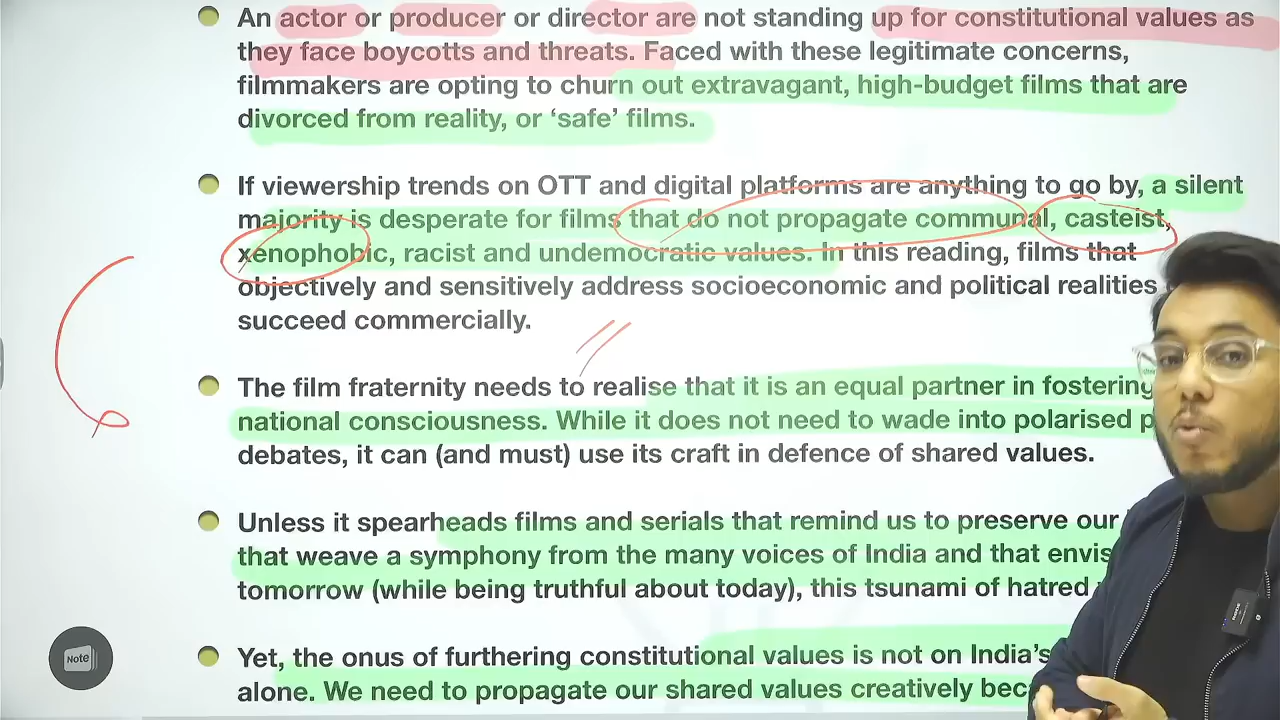 An actor or producer or director are not standing up for constitutional values as
they face boycotts and threats. Faced with these legitimate concerns,
filmmakers are opting to churn out extravagant, high-budget films that are
divorced from reality, or ‘safe’ films.
If viewership trends on OTT and digital platforms are anything to go by, a silent
majority is desperate for films that do not propagate communal, casteist,
xenophobic, racist and undemocratic values. In this reading, films that
objectively and sensitively address socioeconomic and political realities
succeed commercially.
The film fraternity needs to realise that it is an equal partner in fostering
national consciousness. While it does not need to wade into polarised
debates, it can (and must) use its craft in defence of shared values.
Unless it spearheads films and serials that remind us to preserve our
that weave a symphony from the many voices of India and that
tomorrow (while being truthful about today), this tsunami of hatred
Yet, the onus of furthering constitutional values is not on India’s
alone. We need to propagate our shared values creatively
Note